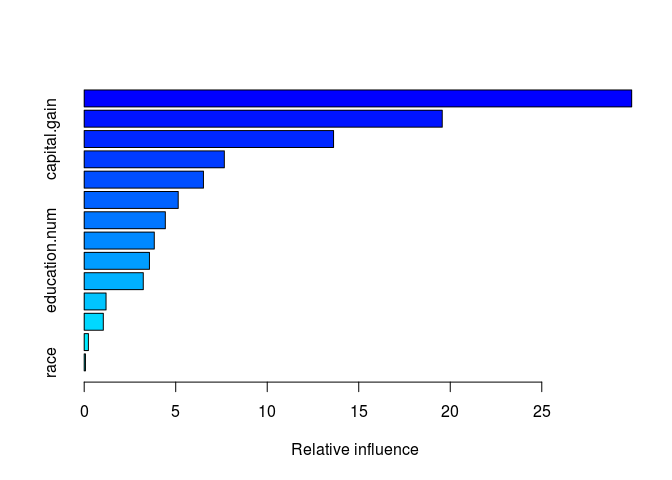 capital.gain
education.num
race
0 5 10 15 20 25
Relative influence